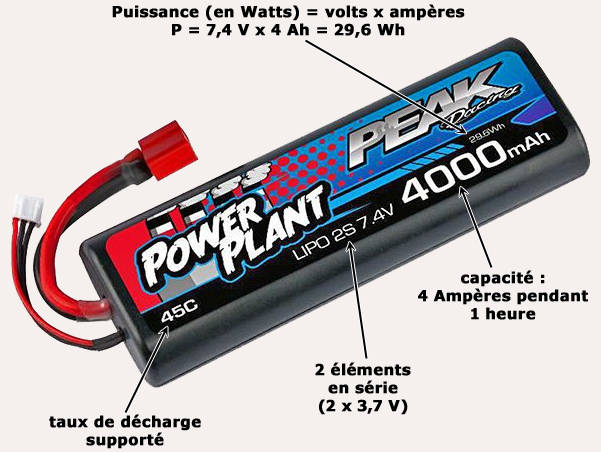 Puissance (en Watts) = volts x ampères
P = 7,4 V x 4 Ah = 29,6 Wh
PEAK
Racing
29.6Wh
4000mAh
POWER
PLANT
LIPO 2S 7.4V
45C
capacité :
4 Ampères pendant
1 heure
2 éléments
en série
(2 x 3,7 V)
taux de décharge
supporté